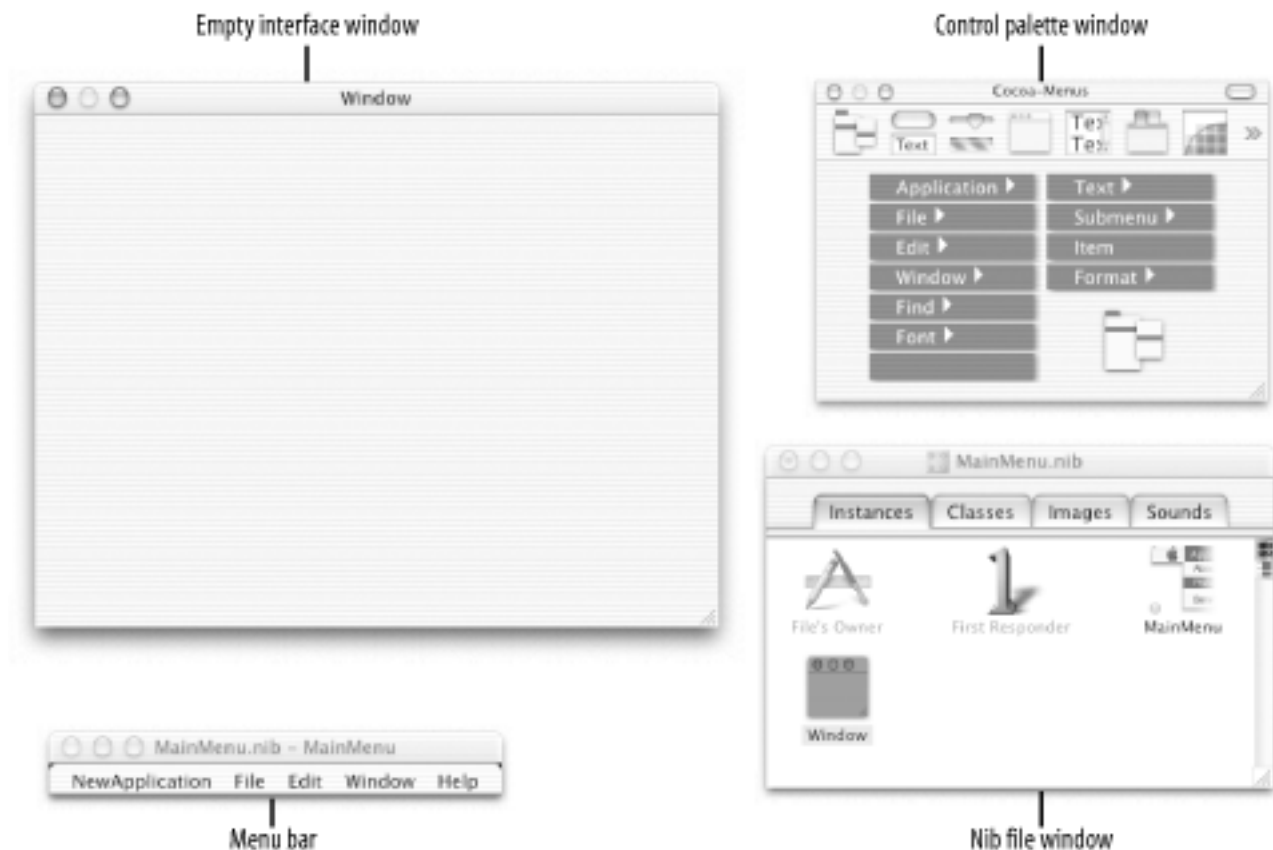 Empty interface window
Window
Control palette window
Cocoa-Menus
Text
Application
Text
File
Submenu
Edit
Item
Window
Format
Find
Font
MainMenu.nib
Instances
Classes
Images
Sounds
File's Owner
First Responder
MainMenu
Window
MainMenu.nib – MainMenu
NewApplication File Edit Window Help
Menu bar
Nib file window